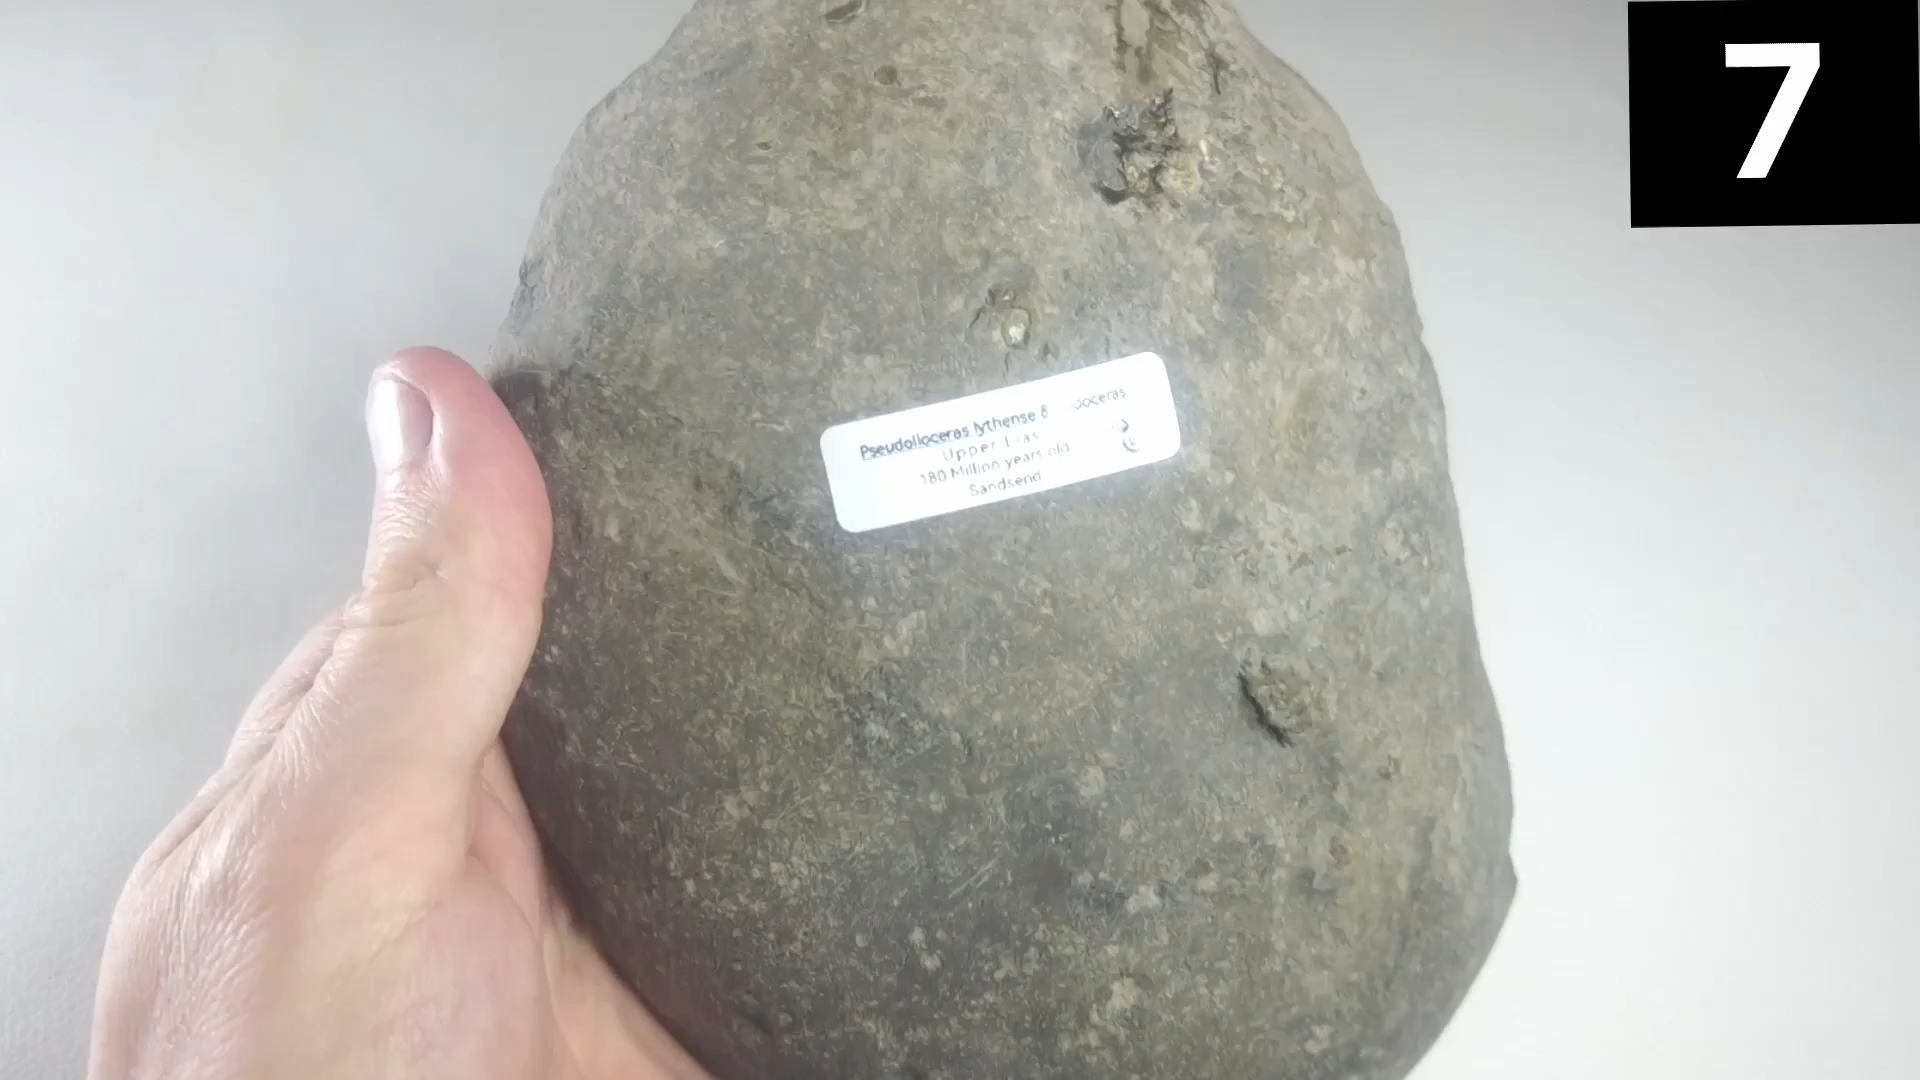 7
Pseudolioceras lythense &
Upper Lias
180 Million years old
Sandsend